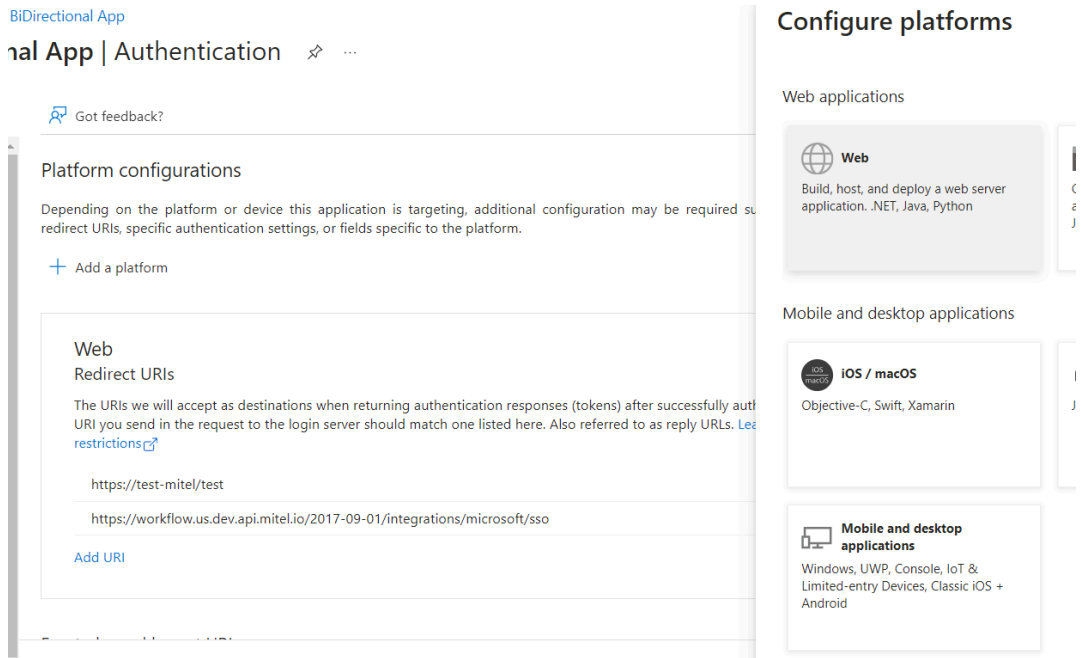 BiDirectional App
nal App | Authentication
...
Got feedback?
Platform configurations
Depending on the platform or device this application is targeting, additional configuration may be required su
redirect URIs, specific authentication settings, or fields specific to the platform.
Add a platform
Web
Redirect URIs
The URIs we will accept as destinations when returning authentication responses (tokens) after successfully auth
URI you send in the request to the login server should match one listed here. Also referred to as reply URLs. Lea
restrictions
https://test-mitel/test
https://workflow.us.dev.api.mitel.io/2017-09-01/integrations/microsoft/sso
Add URI
Configure platforms
Web applications
Web
Build, host, and deploy a web server
application. .NET, Java, Python
Mobile and desktop applications
iOS
macOS
iOS / macOS
Objective-C, Swift, Xamarin
Mobile and desktop
applications
Windows, UWP, Console, IoT &
Limited-entry Devices, Classic iOS +
Android